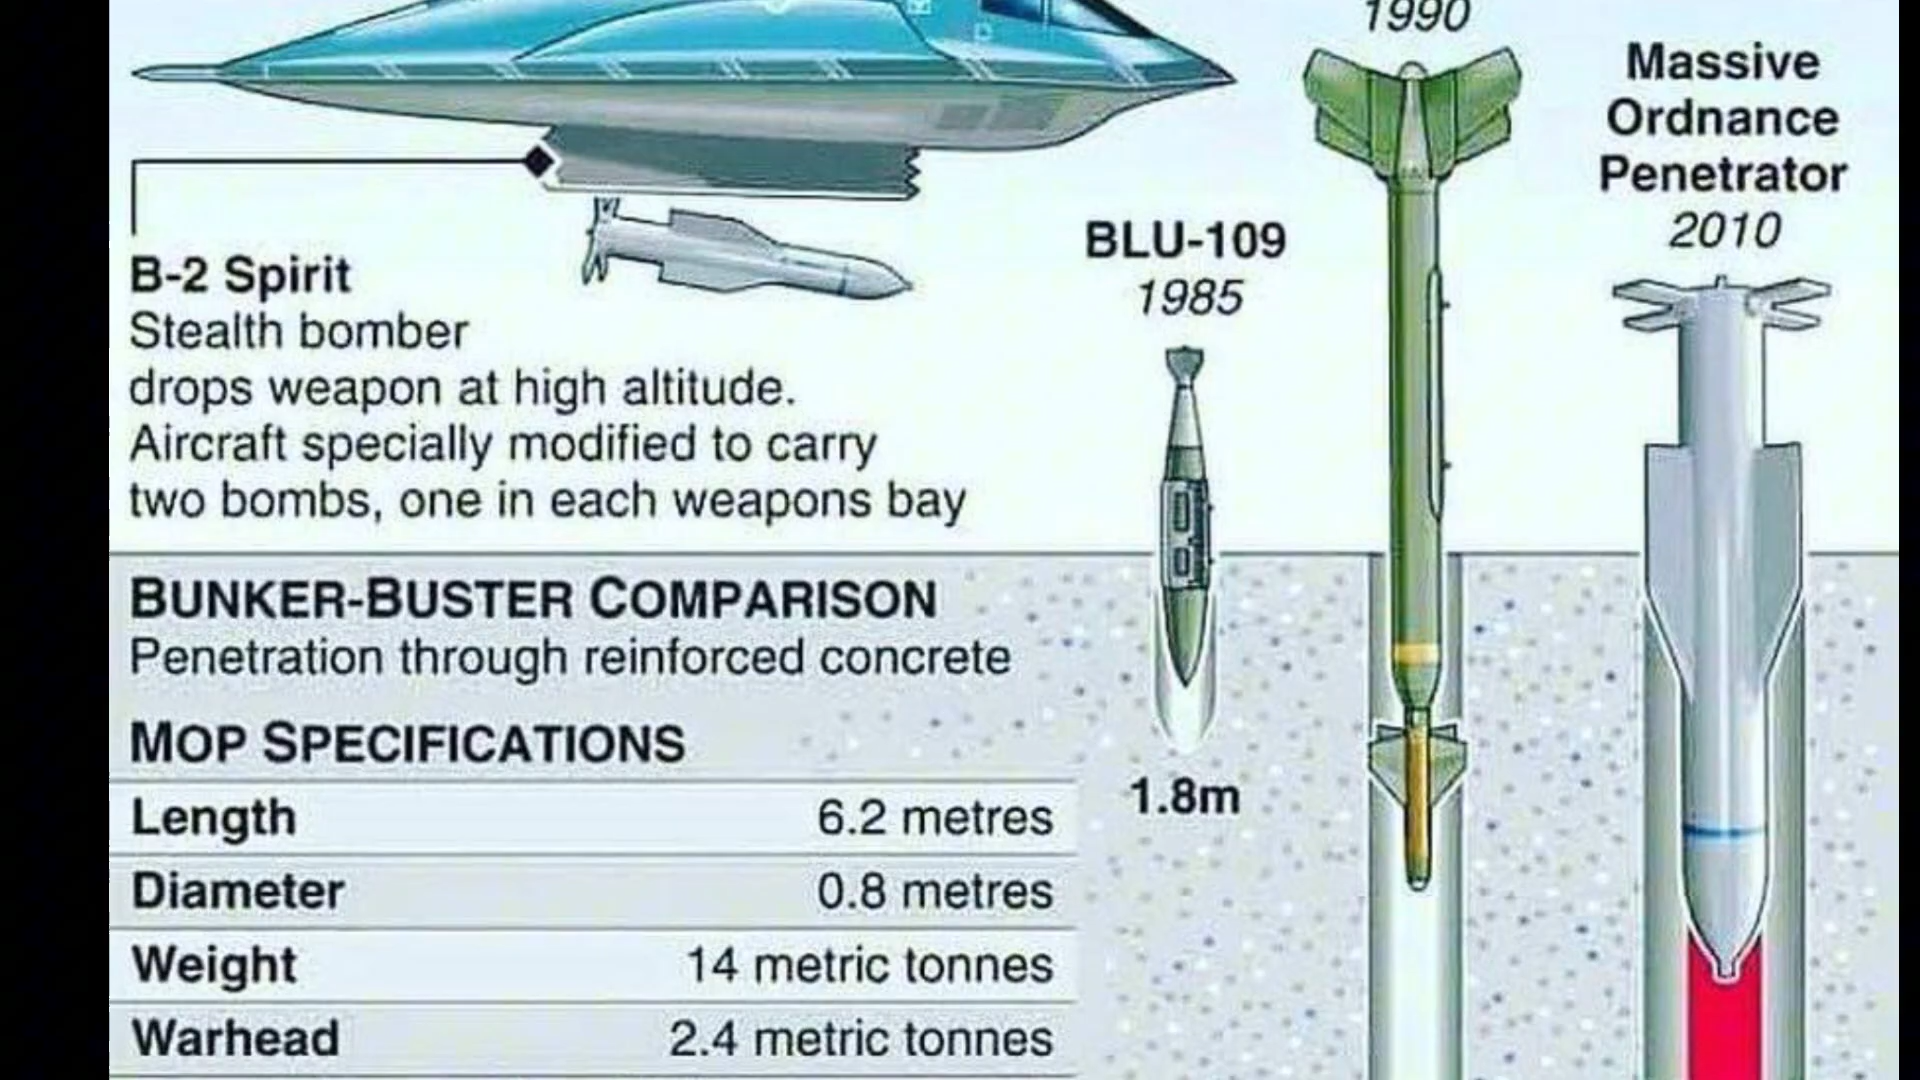 1990
Massive
Ordnance
Penetrator
2010
BLU-109
1985
B-2 Spirit
Stealth bomber
drops weapon at high altitude.
Aircraft specially modified to carry
two bombs, one in each weapons bay
BUNKER-BUSTER COMPARISON
Penetration through reinforced concrete
MOP SPECIFICATIONS
1.8m
Length 6.2 metres
Diameter 0.8 metres
Weight 14 metric tonnes
Warhead 2.4 metric tonnes